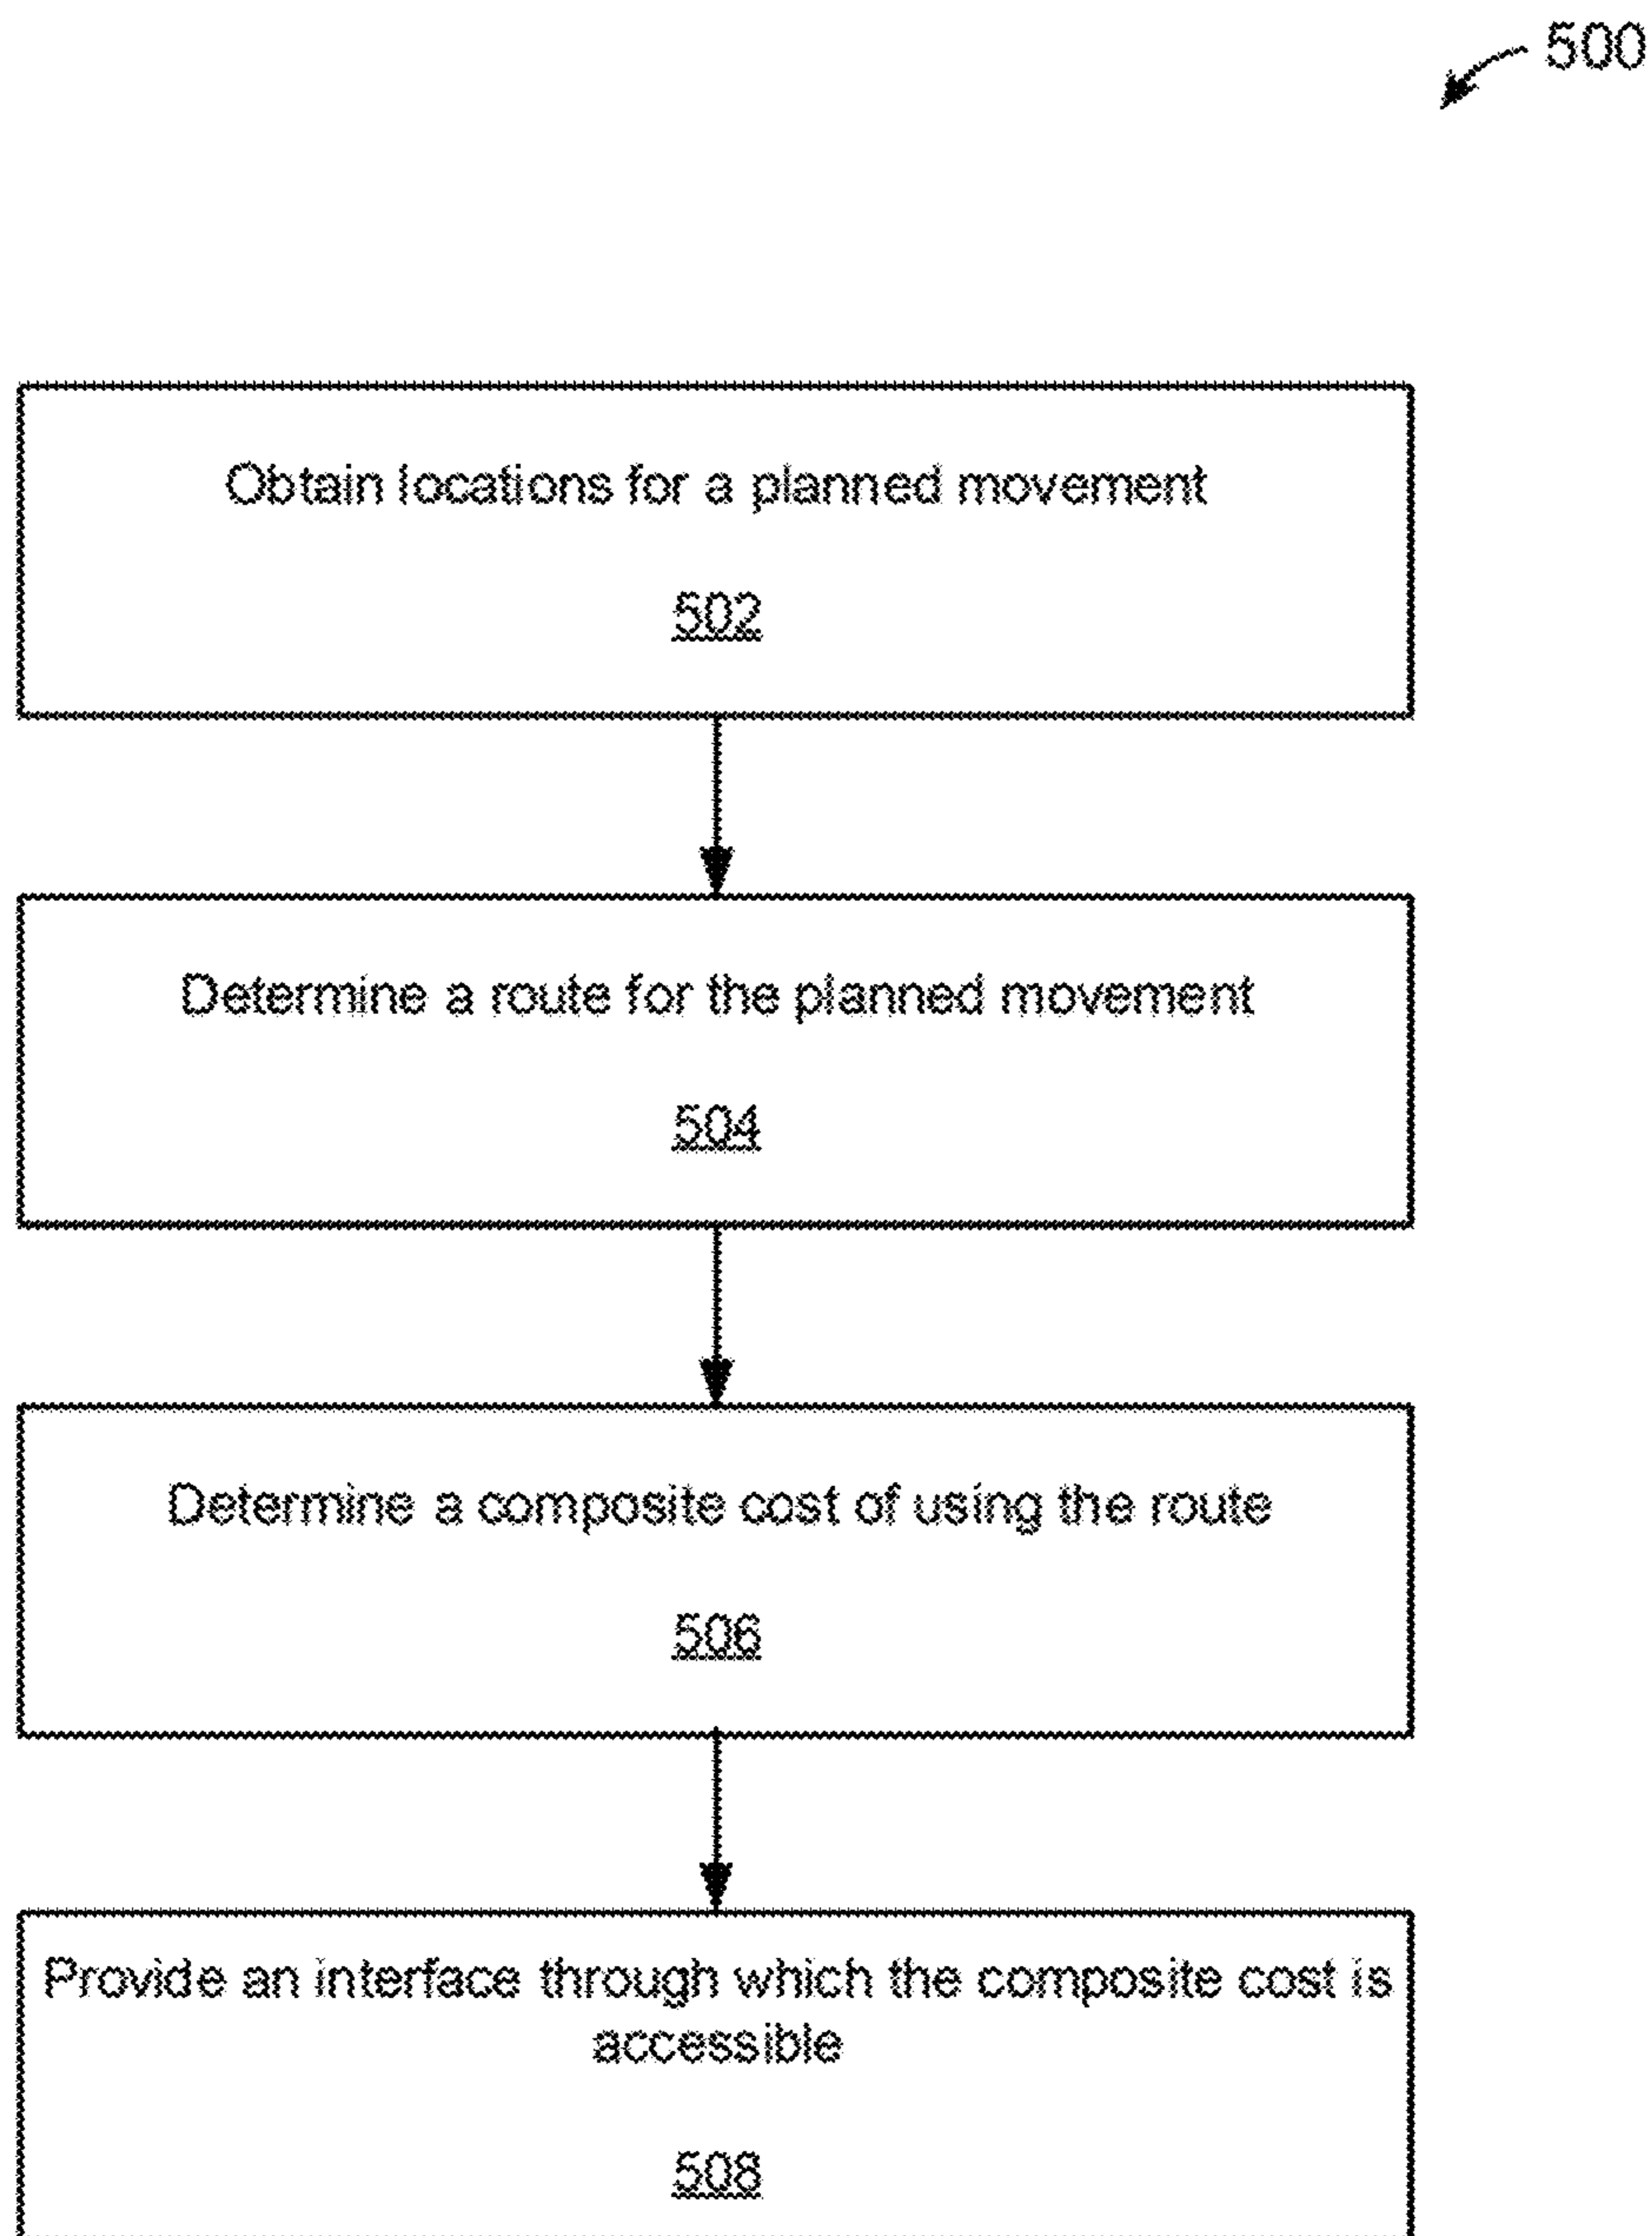 500
Obtain locations for a planned movement
502
Determine a route for the planned movement
504
Determine a composite cost of using the route
506
Provide an interface through which the composite cost is
accessible
508